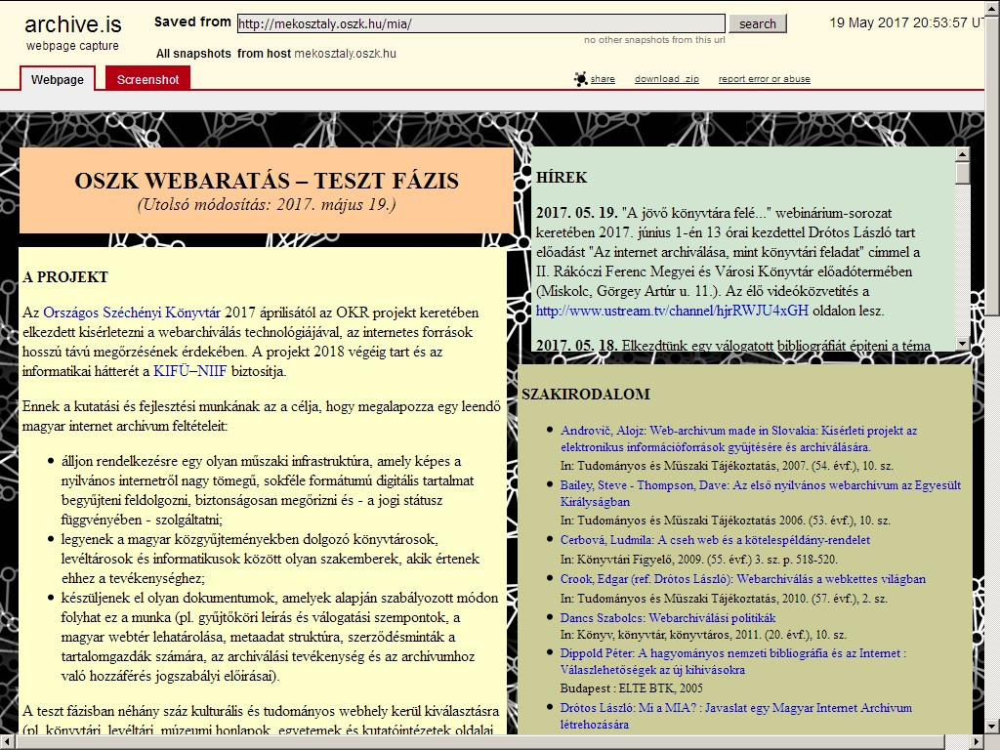 archive.is
webpage capture
Saved from http://mekosztaly.oszk.hu/mia/ search
19 May 2017 20:53:57
no other snapshots from this url
All snapshots from host mekosztaly.oszk.hu
Webpage Screenshot
share download .zip report error or abuse
OSZK WEBARATÁS – TESZT FÁZIS
(Utolsó módosítás: 2017. május 19.)
A PROJEKT
Az Országos Széchényi Könyvtár 2017 áprilisától az OKR projekt keretében
elkezdett kísérletezni a webarchiválás technológiájával, az internetes források
hosszú távú megőrzésének érdekében. A projekt 2018 végéig tart és az
informatikai hátterét a KIFÜ–NIIF biztosítja.
Ennek a kutatási és fejlesztési munkának az a célja, hogy megalapozza egy leendő
magyar internet archívum feltételeit:
álljon rendelkezésre egy olyan műszaki infrastruktúra, amely képes a
nyilvános internetről nagy tömegű, sokféle formátumú digitális tartalmat
begyűjteni feldolgozni, biztonságosan megőrizni és - a jogi státusz
függvényében - szolgáltatni;
legyenek a magyar közgyűjteményekben dolgozó könyvtárosok,
levéltárosok és informatikusok között olyan szakemberek, akik értenek
ehhez a tevékenységhez;
készüljenek el olyan dokumentumok, amelyek alapján szabályozott módon
folyhat ez a munka (pl. gyűjtőköri leírás és válogatási szempontok, a
magyar webtér lehatárolása, metaadat struktúra, szerződésminták a
tartalomgazdák számára, az archiválási tevékenység és az archívumhoz
való hozzáférés jogszabályi előírásai).
A teszt fázisban néhány száz kulturális és tudományos webhely kerül kiválasztásra
(pl. könyvtári, levéltári, múzeumi honlapok, egyetemek és kutatóintézetek oldalai,
HÍREK
2017. 05. 19. "A jövő könyvtára felé..." webinárium-sorozat
keretében 2017. június 1-én 13 órai kezdettel Drótos László tart
előadást "Az internet archiválása, mint könyvtári feladat" címmel a
II. Rákóczi Ferenc Megyei és Városi Könyvtár előadótermében
(Miskolc, Görgey Artúr u. 11.). Az élő videóközvetítés a
http://www.ustream.tv/channel/hjrRWJU4xGH oldalon lesz.
2017. 05. 18. Elkezdtünk egy válogatott bibliográfiát építeni a téma
SZAKIRODALOM
Androvič, Alojz: Web-archivum made in Slovakia: Kísérleti projekt az
elektronikus információforrások gyűjtésére és archiválására.
In: Tudományos és Műszaki Tájékoztatás, 2007. (54. évf.), 10. sz.
Bailey, Steve - Thompson, Dave: Az első nyilvános webarchívum az Egyesült
Királyságban
In: Tudományos és Műszaki Tájékoztatás 2006. (53. évf.), 10. sz.
Cerbová, Ludmila: A cseh web és a kötelespéldány-rendelet
In: Könyvtári Figyelő, 2009. (55. évf.) 3. sz. p. 518-520.
Crook, Edgar (ref. Drótos László): Webarchiválás a webkettes világban
In: Tudományos és Műszaki Tájékoztatás, 2010. (57. évf.), 2. sz.
Dancs Szabolcs: Webarchiválási politikák
In: Könyv, könyvtár, könyvtáros, 2011. (20. évf.), 10. sz.
Dippold Péter: A hagyományos nemzeti bibliográfia és az Internet :
Válaszlehetőségek az új kihívásokra
Budapest : ELTE BTK, 2005
Drótos László: Mi a MIA? : Javaslat egy Magyar Internet Archívum
létrehozására